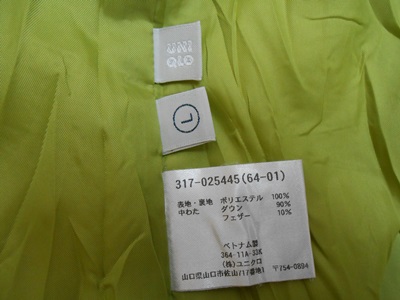 UNI
QLO
L
317-025445(64-01)
表地・裏地 ポリエステル 100%
中わた ダウン 90%
フェザー 10%
ベトナム製
364-11A-33K
(株)ユニクロ 〒754-0894
山口県山口市佐山717番地1